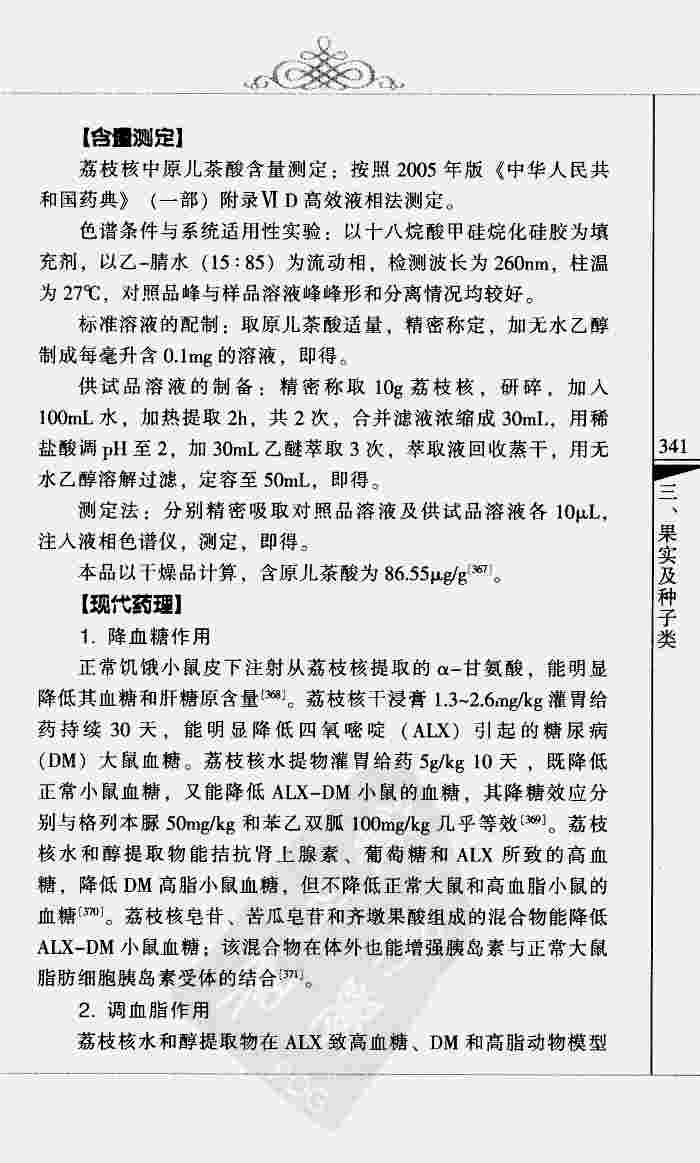 【含量测定】
荔枝核中原儿茶酸含量测定：按照 2005 年版《中华人民共
和国药典》（一部）附录Ⅵ D 高效液相法测定。
色谱条件与系统适用性实验：以十八烷酸甲硅烷化硅胶为填
充剂，以乙-腈水（15∶85）为流动相，检测波长为 260nm，柱温
为 27℃，对照品峰与样品溶液峰峰形和分离情况均较好。
标准溶液的配制：取原儿茶酸适量，精密称定，加无水乙醇
制成每毫升含 0.1mg 的溶液，即得。
供试品溶液的制备：精密称取 10g 荔枝核，研碎，加入
100mL 水，加热提取 2h，共 2 次，合并滤液浓缩成 30mL，用稀
盐酸调 pH 至 2，加 30mL 乙醚萃取 3 次，萃取液回收蒸干，用无
水乙醇溶解过滤，定容至 50mL，即得。
测定法：分别精密吸取对照品溶液及供试品溶液各 10μL，
注入液相色谱仪，测定，即得。
本品以干燥品计算，含原儿茶酸为 86.55μg/g[367]。
【现代药理】
1. 降血糖作用
正常饥饿小鼠皮下注射从荔枝核提取的 α-甘氨酸，能明显
降低其血糖和肝糖原含量[368]。荔枝核干浸膏 1.3~2.6mg/kg 灌胃给
药持续 30 天，能明显降低四氧嘧啶（ALX）引起的糖尿病
（DM）大鼠血糖。荔枝核水提物灌胃给药 5g/kg 10 天，既降低
正常小鼠血糖，又能降低 ALX-DM 小鼠的血糖，其降糖效应分
别与格列本脲 50mg/kg 和苯乙双胍 100mg/kg 几乎等效[369]。荔枝
核水和醇提取物能拮抗肾上腺素、葡萄糖和 ALX 所致的高血
糖，降低 DM 高脂小鼠血糖，但不降低正常大鼠和高血脂小鼠的
血糖[370]。荔枝核皂苷、苦瓜皂苷和齐墩果酸组成的混合物能降低
ALX-DM 小鼠血糖；该混合物在体外也能增强胰岛素与正常大鼠
脂肪细胞胰岛素受体的结合[371]。
2. 调血脂作用
荔枝核水和醇提取物在 ALX 致高血糖、DM 和高脂动物模型
341
三、果实及种子类